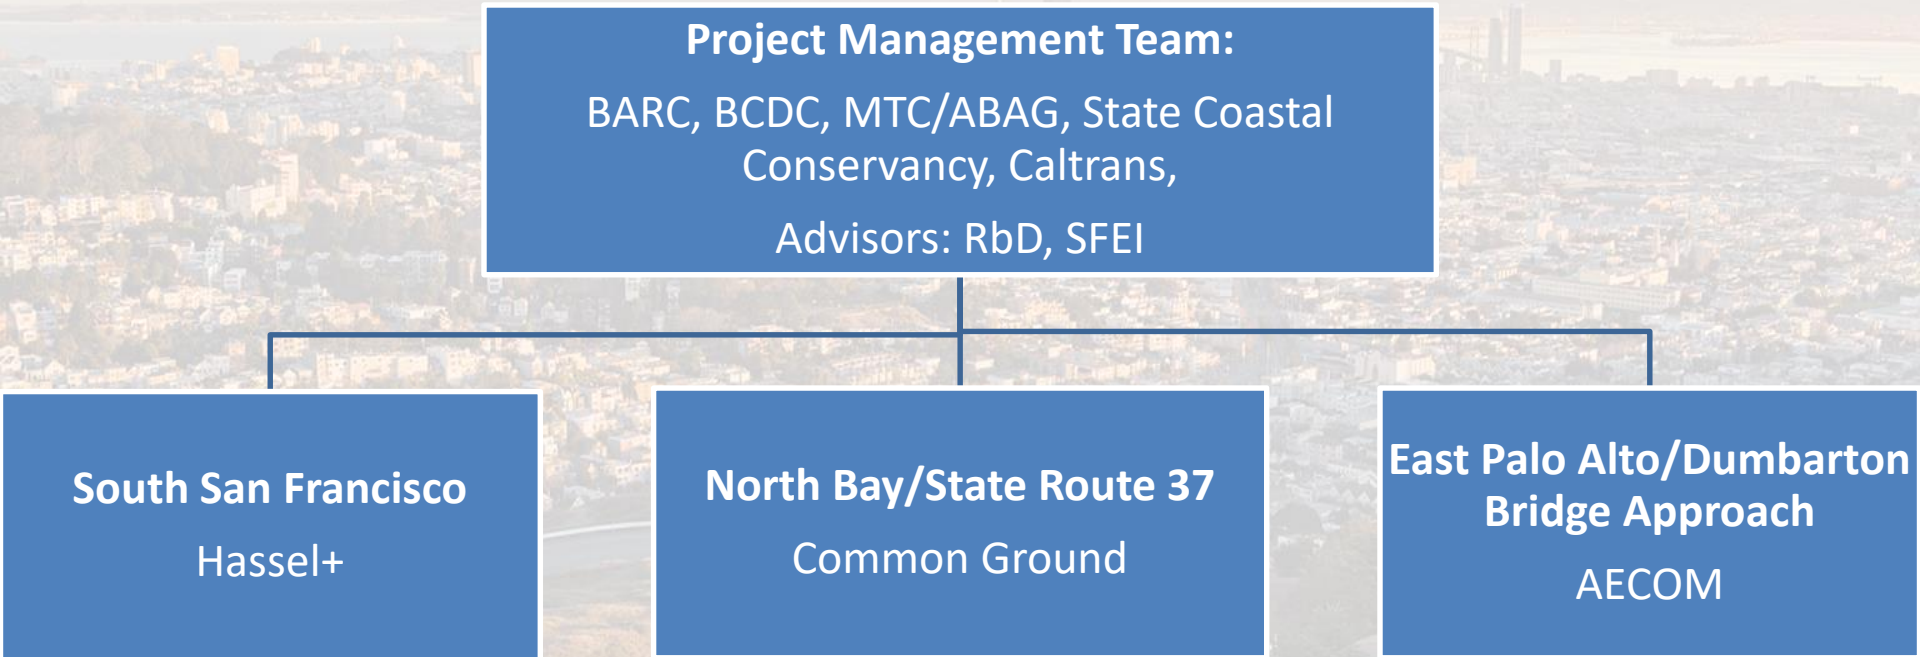 Project Management Team:
BARC, BCDC, MTC/ABAG, State Coastal
Conservancy, Caltrans,
Advisors: RbD, SFEI
South San Francisco
Hassel+
North Bay/State Route 37
Common Ground
East Palo Alto/Dumbarton
Bridge Approach
AECOM